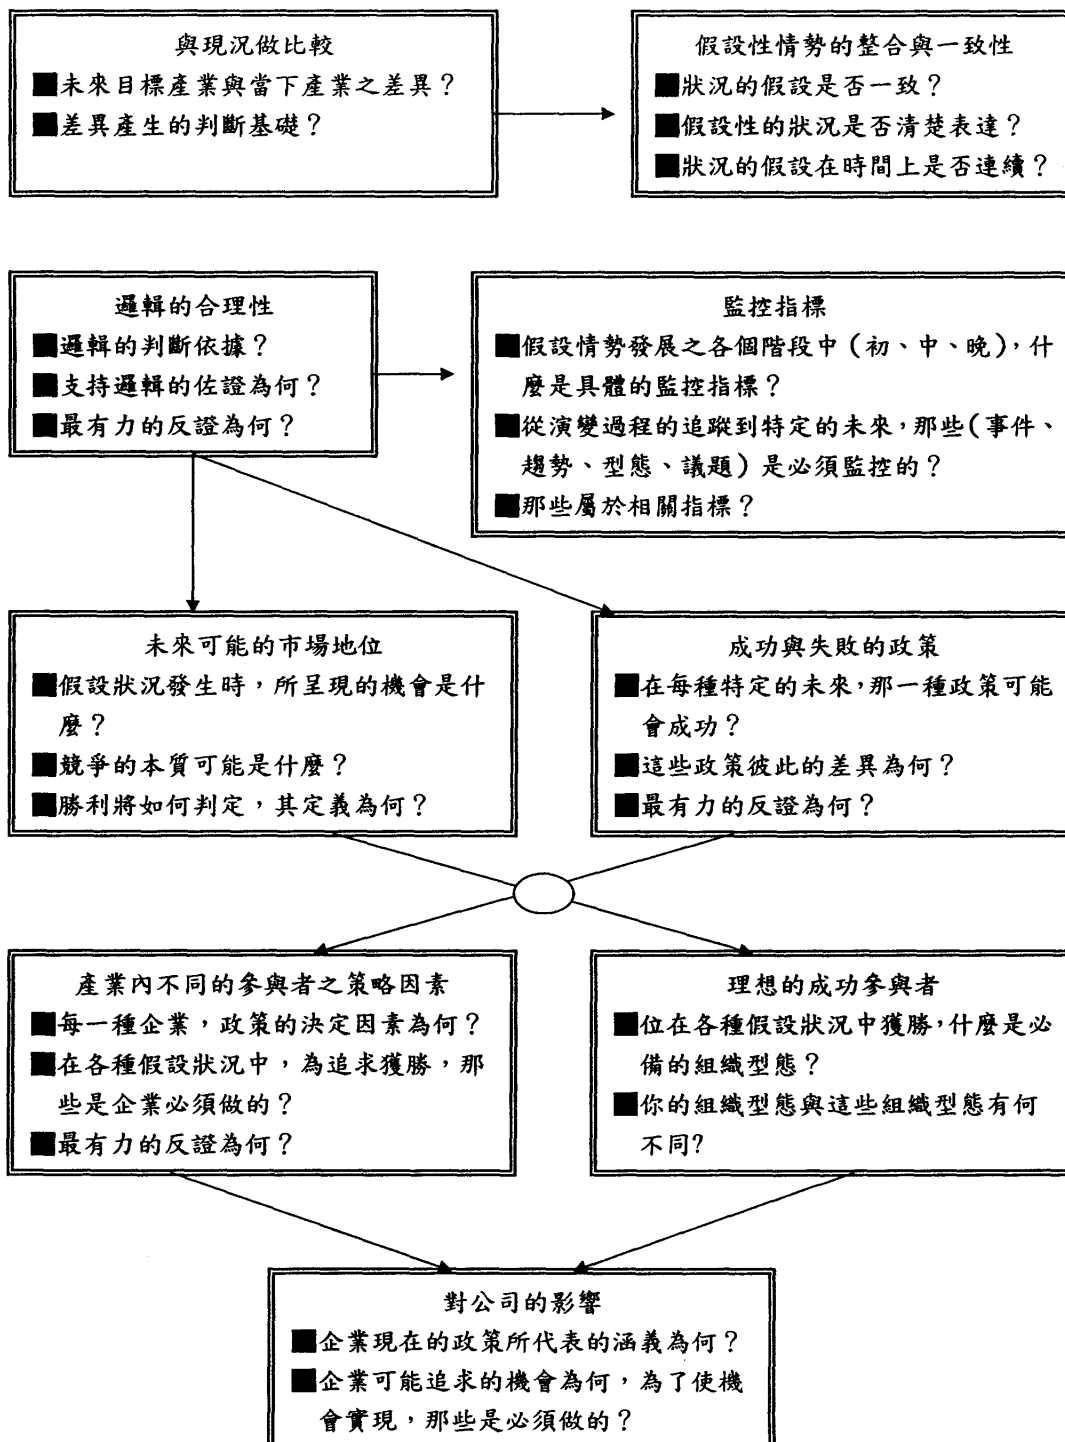 與現況做比較
■未來目標產業與當下產業之差異？
■差異產生的判斷基礎？
假設性情勢的整合與一致性
■狀況的假設是否一致？
■假設性的狀況是否清楚表達？
■狀況的假設在時間上是否連續？
邏輯的合理性
■邏輯的判斷依據？
■支持邏輯的佐證為何？
■最有力的反證為何？
監控指標
■假設情勢發展之各個階段中（初、中、晚），什
麼是具體的監控指標？
■從演變過程的追蹤到特定的未來，那些（事件、
趨勢、型態、議題）是必須監控的？
■那些屬於相關指標？
未來可能的市場地位
■假設狀況發生時，所呈現的機會是什
麼？
■競爭的本質可能是什麼？
■勝利將如何判定，其定義為何？
成功與失敗的政策
■在每種特定的未來，那一種政策可能
會成功？
■這些政策彼此的差異為何？
■最有力的反證為何？
產業內不同的參與者之策略因素
■每一種企業，政策的決定因素為何？
■在各種假設狀況中，為追求獲勝，那
些是企業必須做的？
■最有力的反證為何？
理想的成功參與者
■位在各種假設狀況中獲勝，什麼是必
備的組織型態？
■你的組織型態與這些組織型態有何
不同?
對公司的影響
■企業現在的政策所代表的涵義為何？
■企業可能追求的機會為何，為了使機
會實現，那些是必須做的？